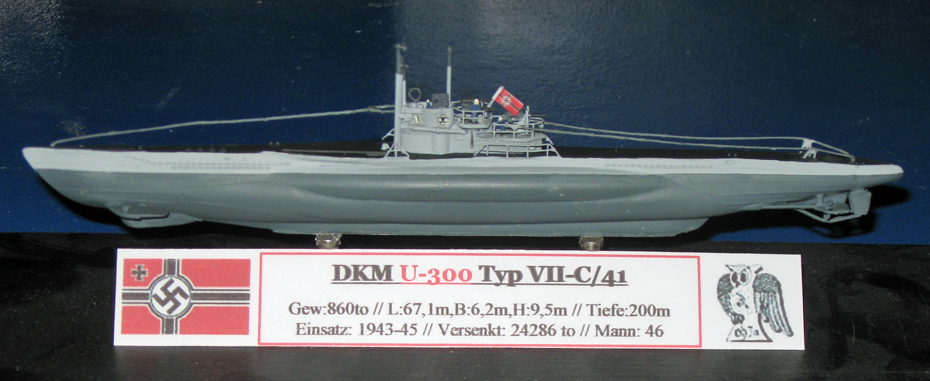 DKM U-300 Typ VII-C/41
Gew:860to // L:67,1m,B:6,2m,H:9,5m // Tiefe:200m
Einsatz: 1943-45 // Versenkt: 24286 to // Mann: 46